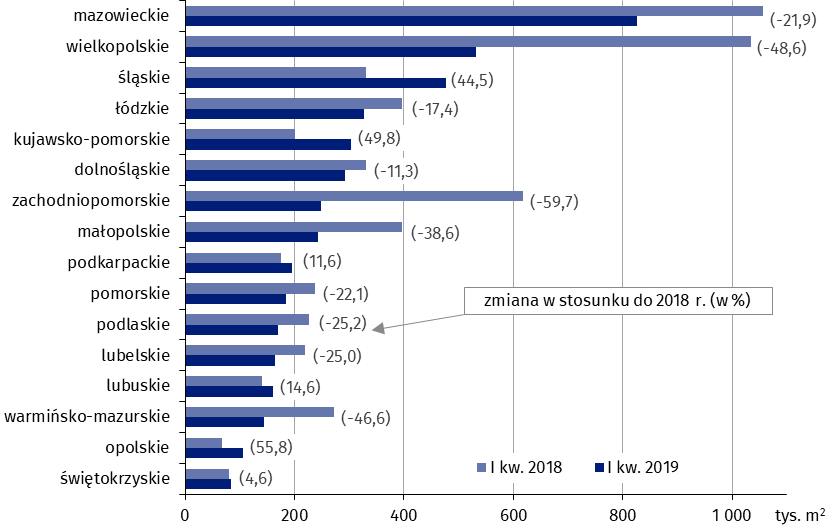 mazowieckie (-21,9)
wielkopolskie (-48,6)
śląskie (44,5)
łódzkie (-17,4)
kujawsko-pomorskie (49,8)
dolnośląskie (-11,3)
zachodniopomorskie (-59,7)
małopolskie (-38,6)
podkarpackie (11,6)
pomorskie (-22,1)
zmiana w stosunku do 2018 r. (w %)
podlaskie (-25,2)
lubelskie (-25,0)
lubuskie (14,6)
warmińsko-mazurskie (-46,6)
opolskie (55,8)
I kw. 2018 I kw. 2019
świętokrzyskie (4,6)
0 200 400 600 800 1 000 tys. m²